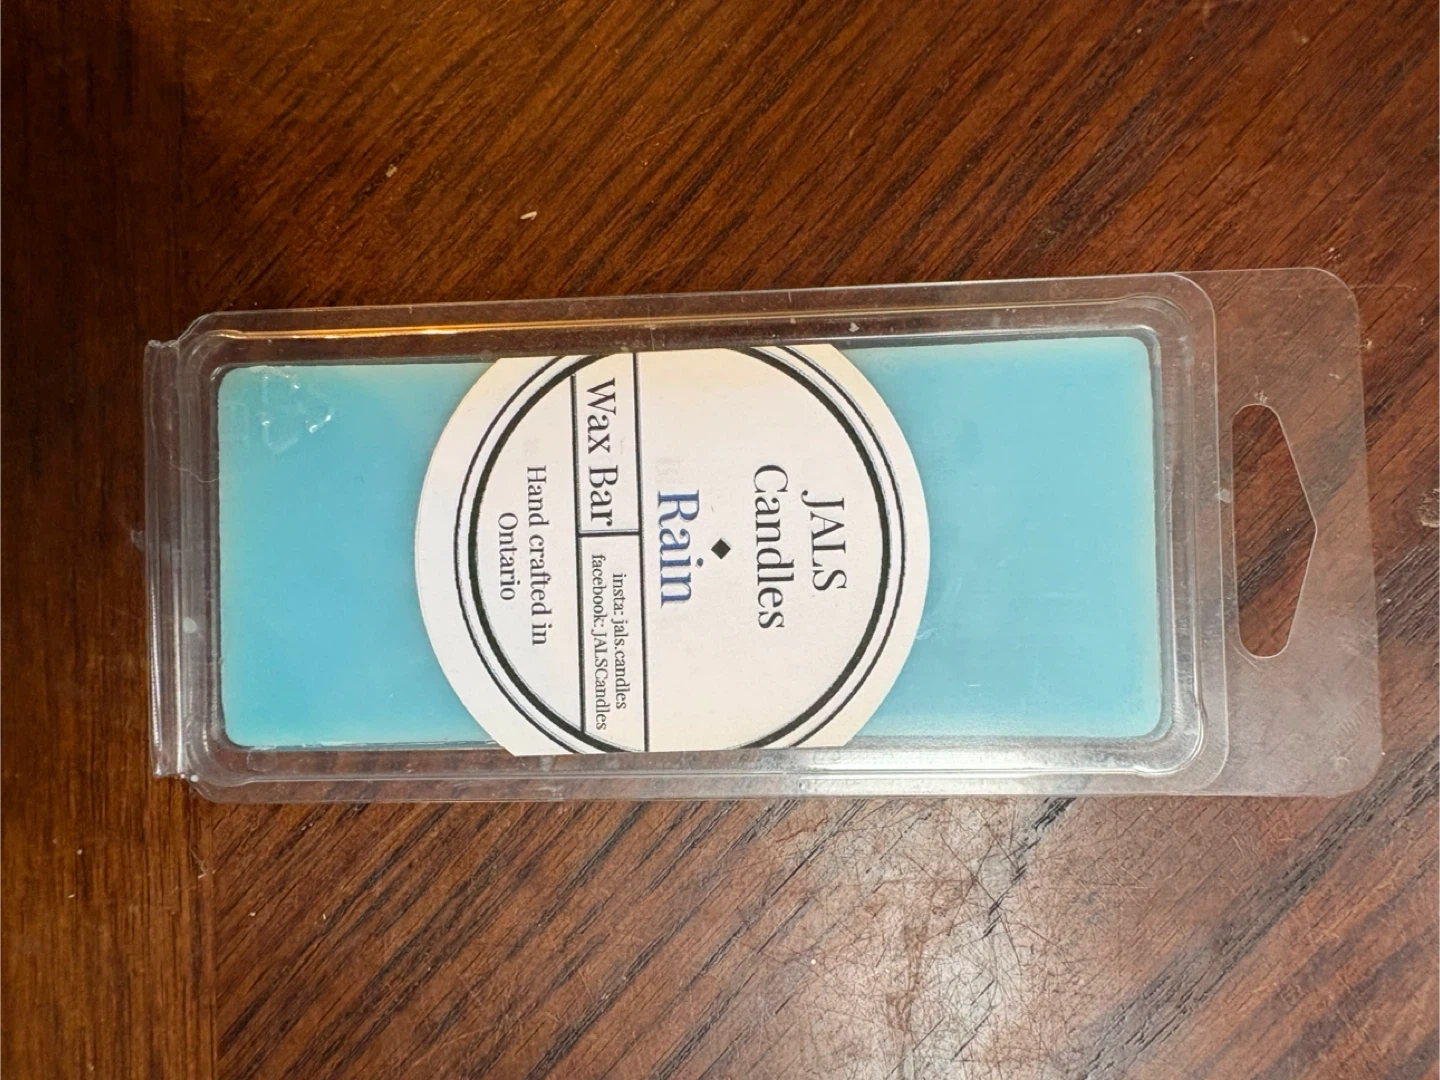 JALS
Candles
Rain
Wax Bar
insta: jals.candles
facebook: JALSCandles
Hand crafted in
Ontario